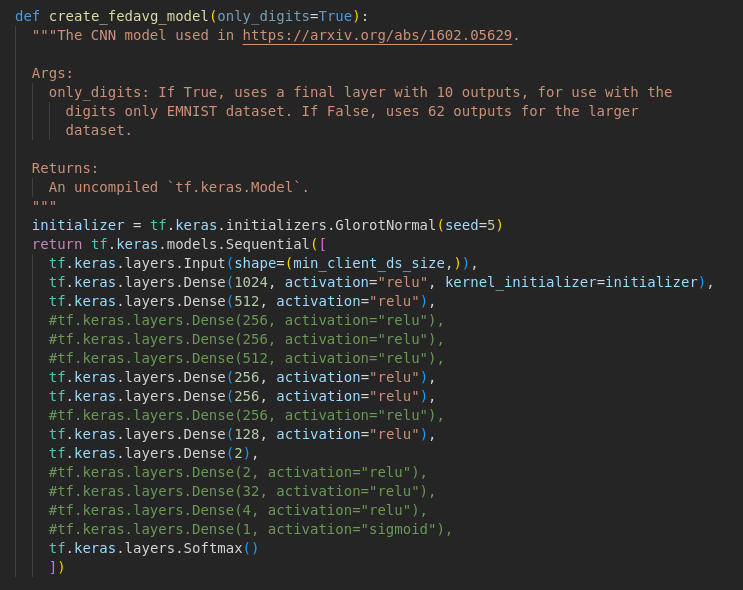 def create_fedavg_model(only_digits=True):
"""The CNN model used in https://arxiv.org/abs/1602.05629.
Args:
only_digits: If True, uses a final layer with 10 outputs, for use with the
digits only EMNIST dataset. If False, uses 62 outputs for the larger
dataset.
Returns:
An uncompiled `tf.keras.Model`.
"""
initializer = tf.keras.initializers.GlorotNormal(seed=5)
return tf.keras.models.Sequential([
tf.keras.layers.Input(shape=(min_client_ds_size,)),
tf.keras.layers.Dense(1024, activation="relu", kernel_initializer=initializer),
tf.keras.layers.Dense(512, activation="relu"),
#tf.keras.layers.Dense(256, activation="relu"),
#tf.keras.layers.Dense(256, activation="relu"),
#tf.keras.layers.Dense(512, activation="relu"),
tf.keras.layers.Dense(256, activation="relu"),
tf.keras.layers.Dense(256, activation="relu"),
#tf.keras.layers.Dense(256, activation="relu"),
tf.keras.layers.Dense(128, activation="relu"),
tf.keras.layers.Dense(2),
#tf.keras.layers.Dense(2, activation="relu"),
#tf.keras.layers.Dense(32, activation="relu"),
#tf.keras.layers.Dense(4, activation="relu"),
#tf.keras.layers.Dense(1, activation="sigmoid"),
tf.keras.layers.Softmax()
])